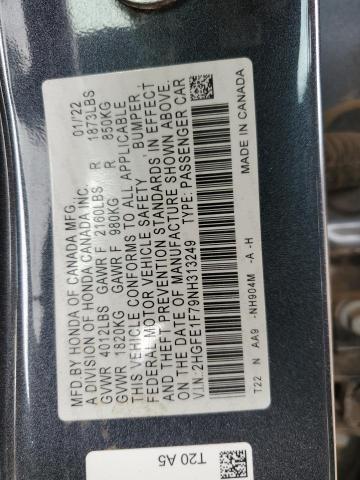 MFD.BY HONDA OF CANADA MFG. 01/'22
A DIVISION OF HONDA CANADA INC.
GVWR 4012LBS GAWR F 2160LBS R 1873LBS
GVWR 1820KG GAWR F 980KG R 850KG
THIS VEHICLE CONFORMS TO ALL APPLICABLE
FEDERAL MOTOR VEHICLE SAFETY, BUMPER,
AND THEFT PREVENTION STANDARDS IN EFFECT
ON THE DATE OF MANUFACTURE SHOWN ABOVE.
V.I.N.:2HGFE1F79NH313249 TYPE: PASSENGER CAR
T22 N AA9 -NH904M -A -H MADE IN CANADA
T20 A5